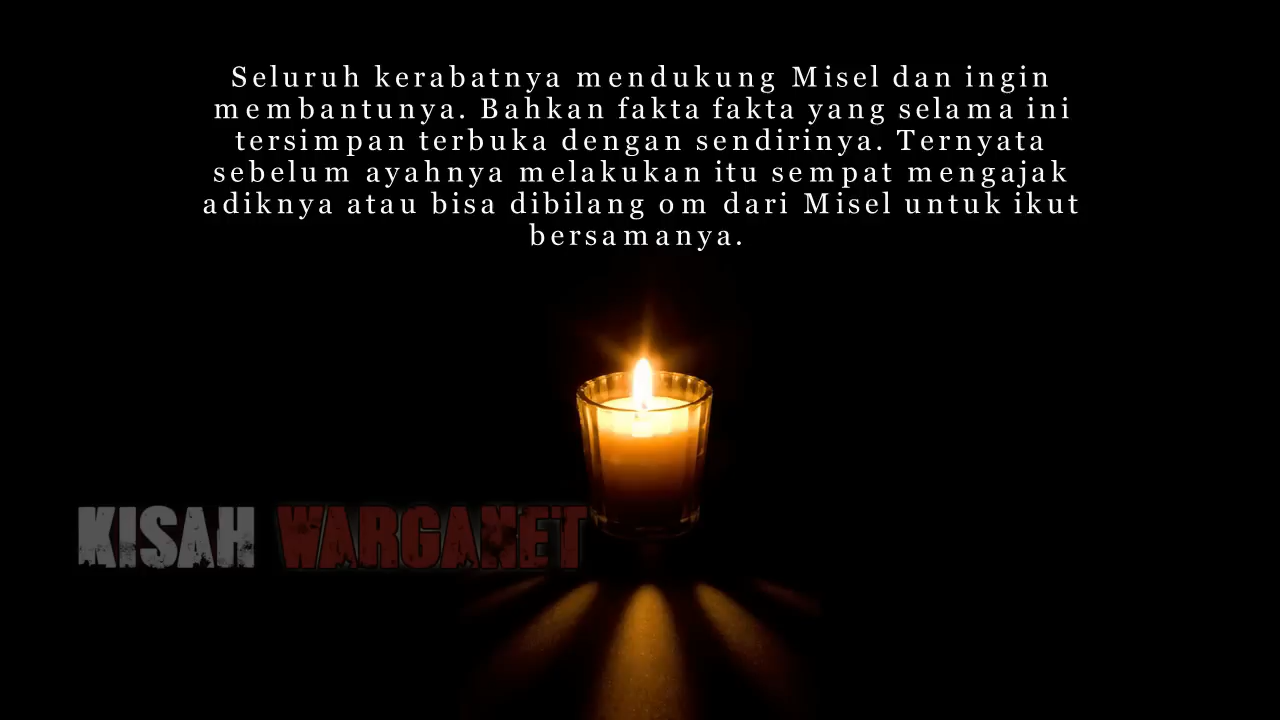 Seluruh kerabatnya mendukung Misel dan ingin
membantunya. Bahkan fakta fakta yang selama ini
tersimpan terbuka dengan sendirinya. Ternyata
sebelum ayahnya melakukan itu sempat mengajak
adiknya atau bisa dibilang om dari Misel untuk ikut
bersamanya.
KISAH WARGANET